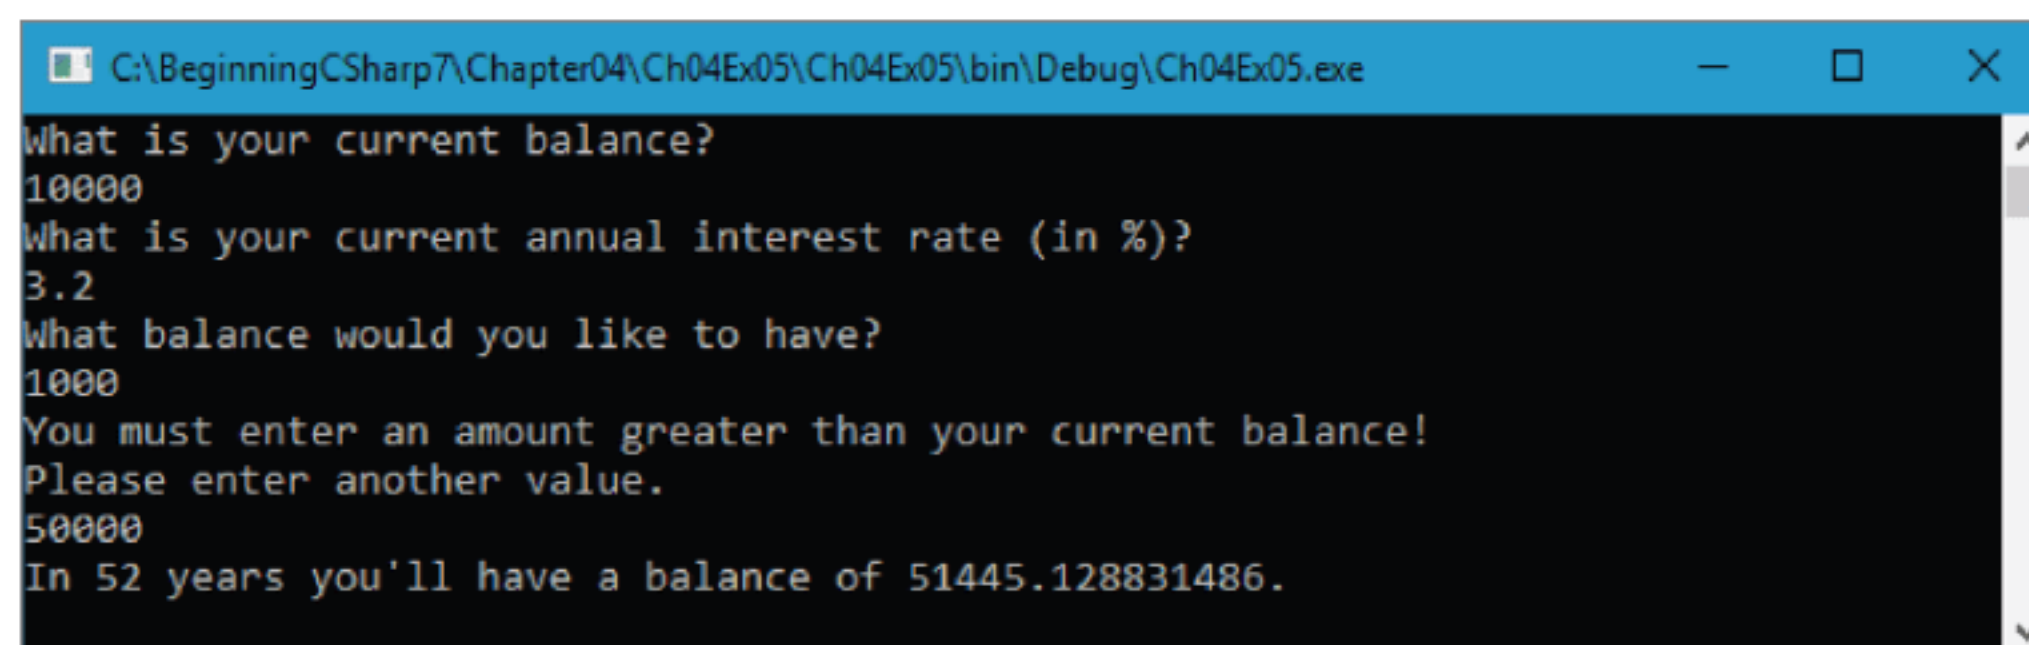 C:\BeginningCSharp7\Chapter04\Ch04Ex05\Ch04Ex05\bin\Debug\Ch04Ex05.exe
What is your current balance?
10000
What is your current annual interest rate (in %)?
3.2
What balance would you like to have?
1000
You must enter an amount greater than your current balance!
Please enter another value.
50000
In 52 years you'll have a balance of 51445.128831486.